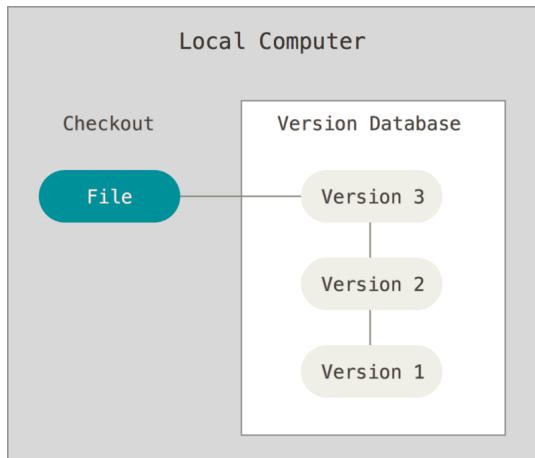 Local Computer
Checkout
Version Database
File
Version 3
Version 2
Version 1